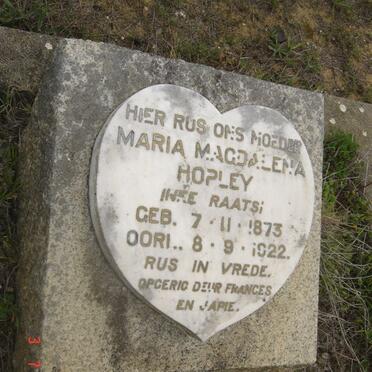 HIER RUS ONS MOEDER
MARIA MAGDALENA
HOPLEY
(NEE RAATS)
GEB. 7·11·1873
OORL. 8·9·1922.
RUS IN VREDE.
OPGERIG DEUR FRANCES
EN JAPIE.